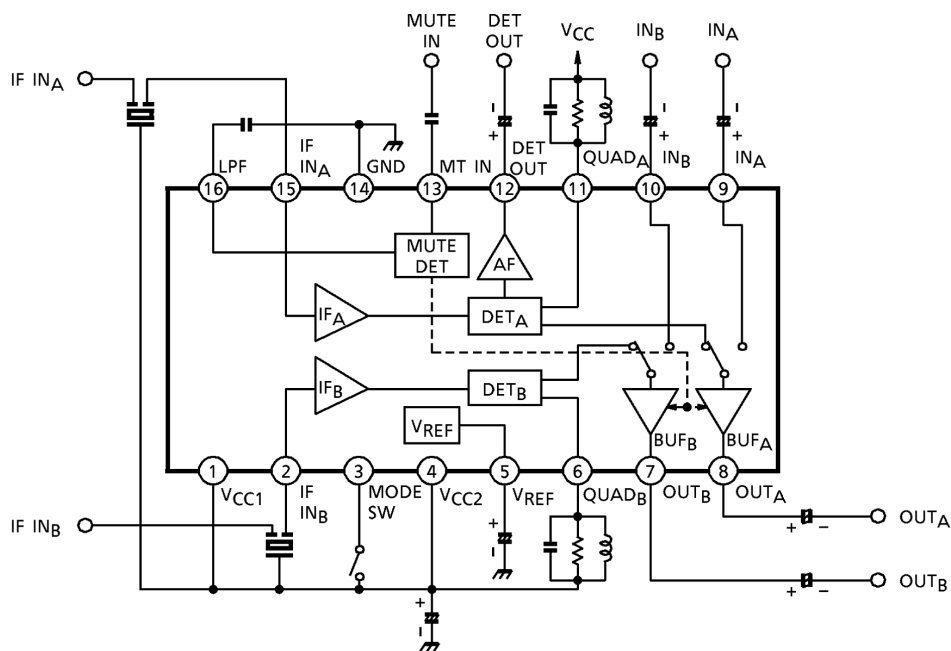 MUTE IN
DET OUT
VCC
INB
INA
IF INA
- - -
+ + +
LPF
IF INA
GND
MT IN
DET OUT
QUADA
INB
INA
16 15 14 13 12 11 10 9
MUTE DET
AF
IFA
DETA
IFB
DETB
VREF
BUFB
BUFA
1 2 3 4 5 6 7 8
VCC1
IF INB
MODE SW
VCC2
VREF
QUADB
OUTB
OUTA
IF INB
+ -
+ - OUTA
+ - OUTB
+ -